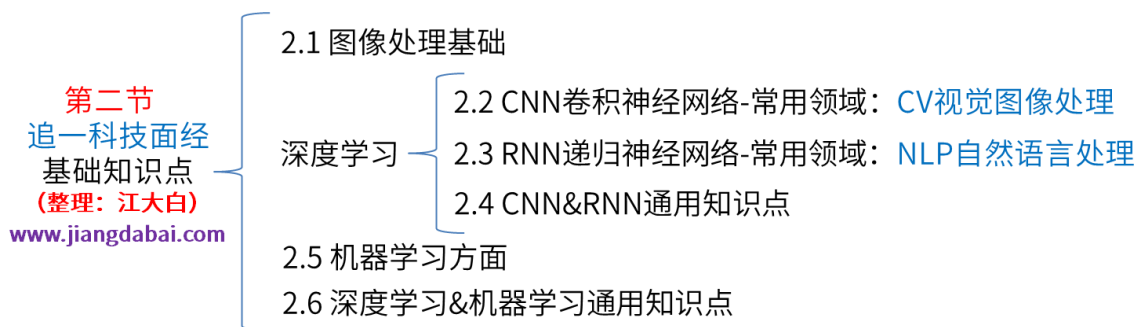 第二节
追一科技面经
基础知识点
（整理：江大白）
www.jiangdabai.com
2.1 图像处理基础
深度学习
2.2 CNN卷积神经网络-常用领域：CV视觉图像处理
2.3 RNN递归神经网络-常用领域：NLP自然语言处理
2.4 CNN&RNN通用知识点
2.5 机器学习方面
2.6 深度学习&机器学习通用知识点